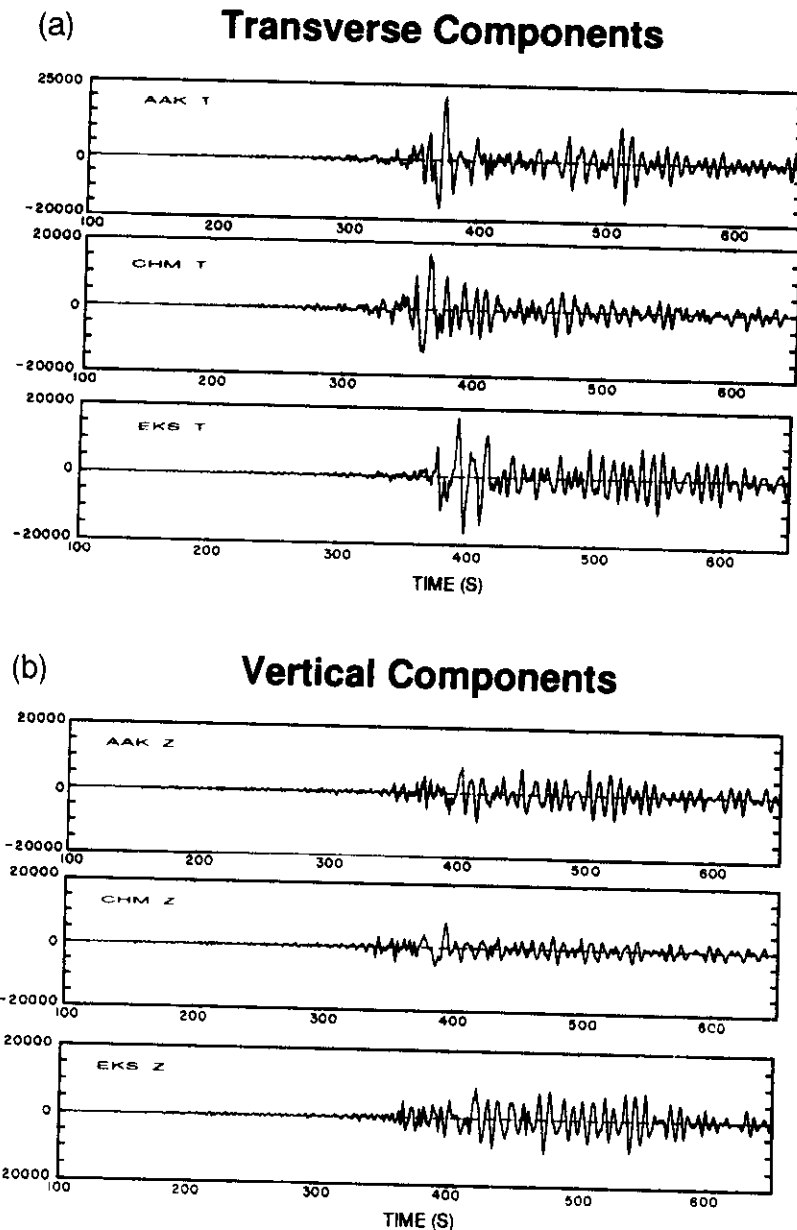 (a) Transverse Components
25000
AAK T
0
-20000
100 200 300 400 500 600
20000
CHM T
0
-20000
100 200 300 400 500 600
20000
EKS T
0
-20000
100 200 300 400 500 600
TIME (S)
(b) Vertical Components
20000
AAK Z
0
-20000
100 200 300 400 500 600
20000
CHM Z
0
-20000
100 200 300 400 500 600
20000
EKS Z
0
20000
100 200 300 400 500 600
TIME (S)